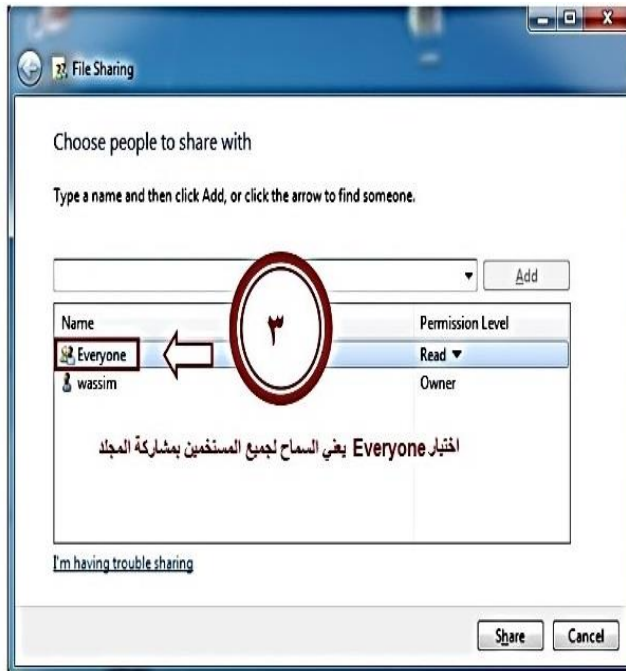 File Sharing
Choose people to share with
Type a name and then click Add, or click the arrow to find someone.
Add
Name Permission Level
Everyone Read
wassim Owner
٣
اختيار Everyone يعني السماح لجميع المستخمين بمشاركة المجلد
I'm having trouble sharing
Share Cancel